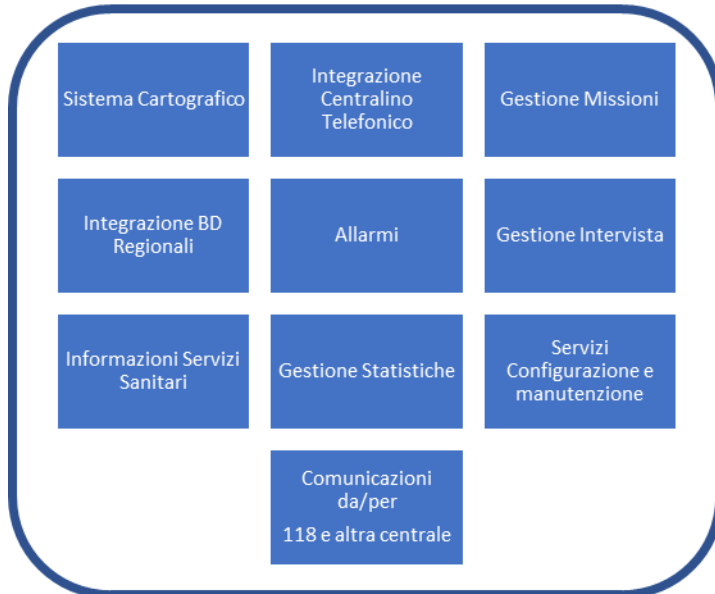 Sistema Cartografico
Integrazione
Centralino
Telefonico
Gestione Missioni
Integrazione BD
Regionali
Allarmi
Gestione Intervista
Informazioni Servizi
Sanitari
Gestione Statistiche
Servizi
Configurazione e
manutenzione
Comunicazioni
da/per
118 e altra centrale